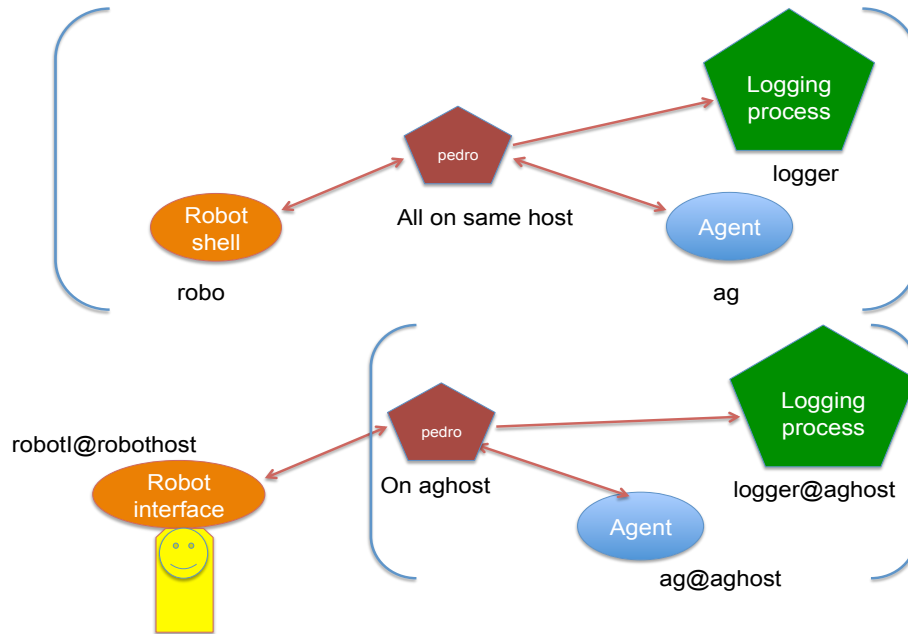 Logging
process
logger
pedro
All on same host
Robot
shell
Agent
robo
ag
Logging
process
logger@aghost
pedro
On aghost
robotI@robothost
Robot
interface
Agent
ag@aghost